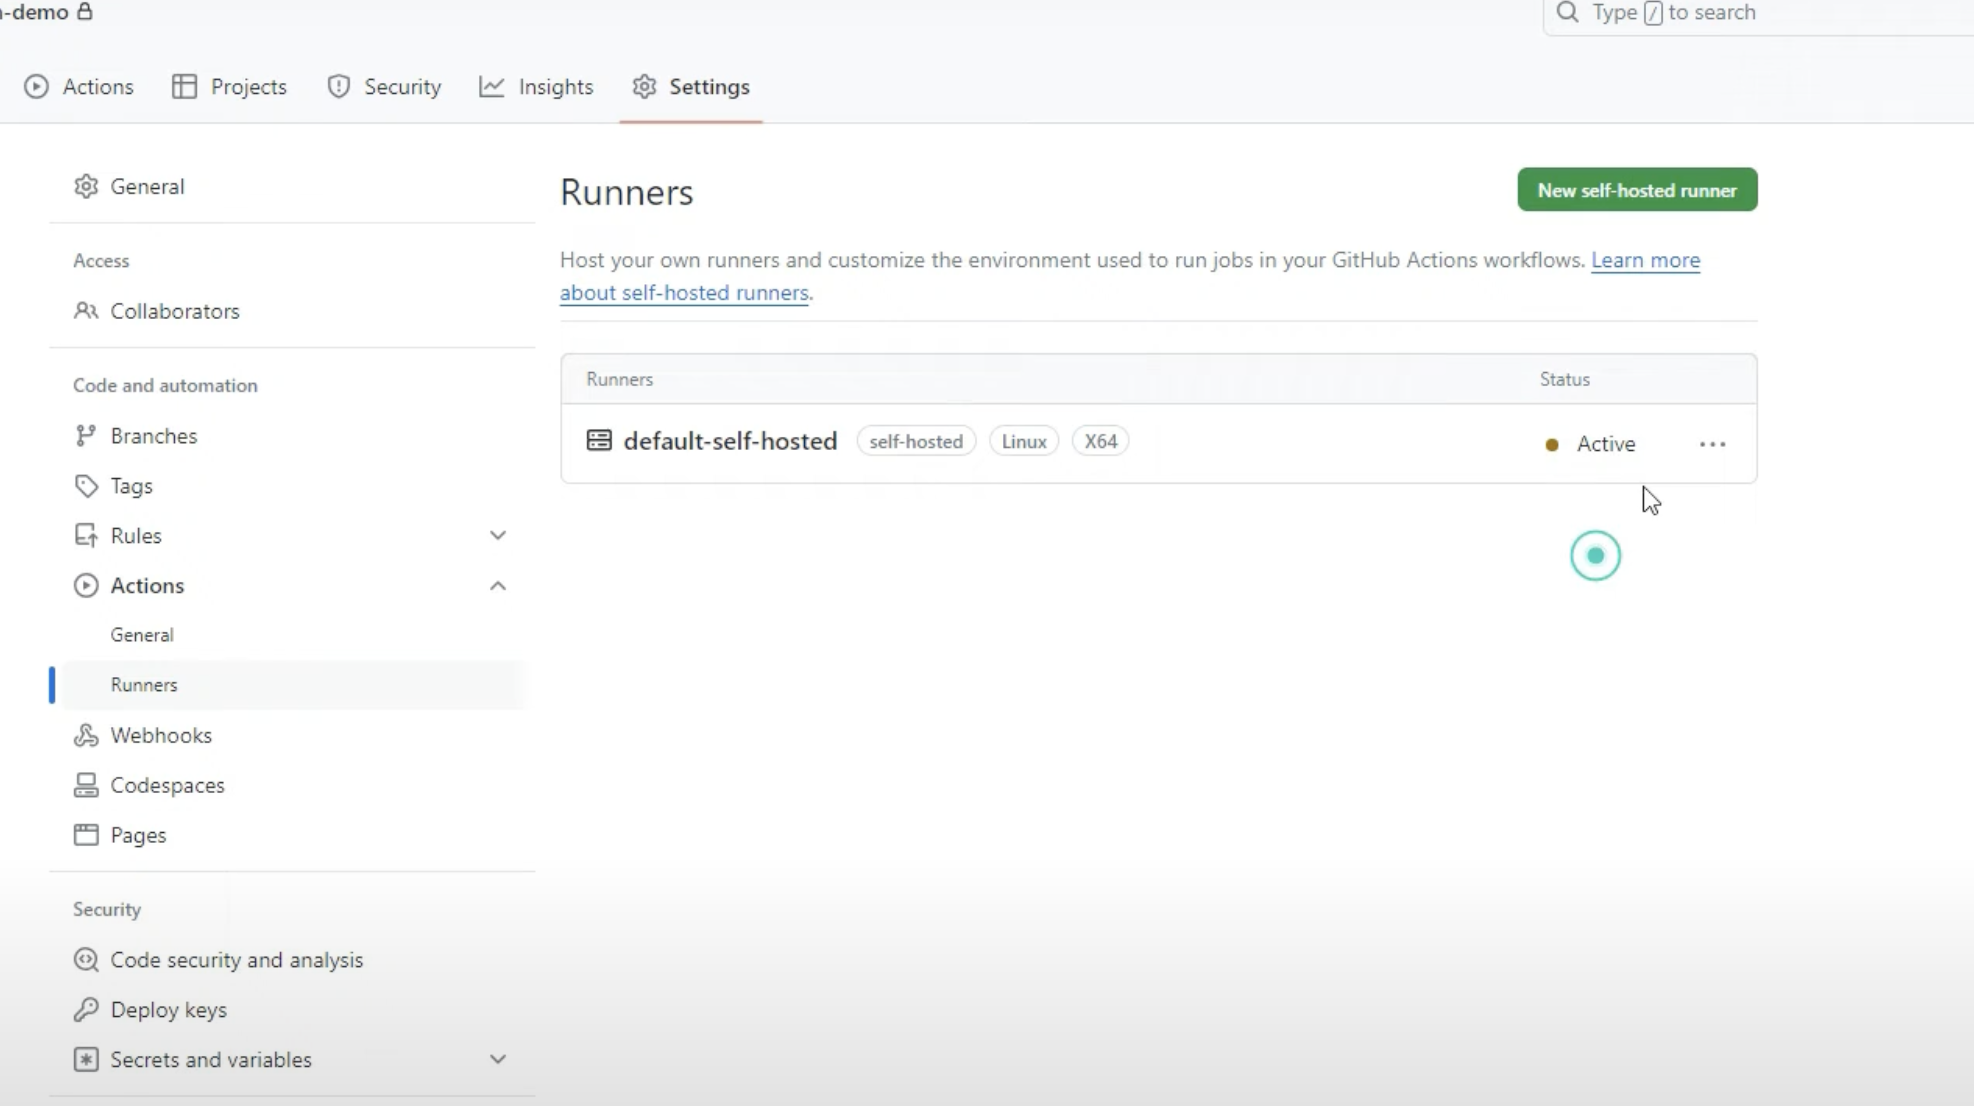 -demo
Type / to search
Actions
Projects
Security
Insights
Settings
General
Access
Collaborators
Code and automation
Branches
Tags
Rules
Actions
General
Runners
Webhooks
Codespaces
Pages
Security
Code security and analysis
Deploy keys
Secrets and variables
Runners
New self-hosted runner
Host your own runners and customize the environment used to run jobs in your GitHub Actions workflows. Learn more
about self-hosted runners.
Runners
Status
default-self-hosted
self-hosted
Linux
X64
Active